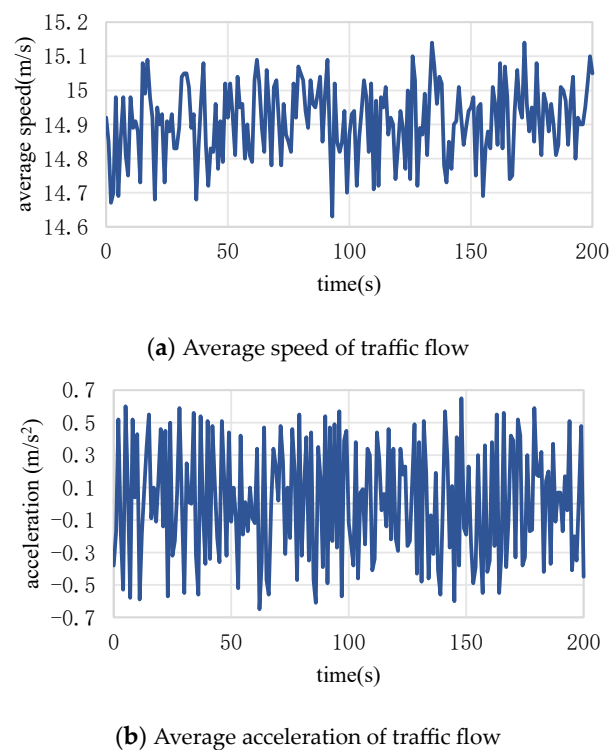 15.2
15.1
15
14.9
14.8
14.7
14.6
average speed(m/s)
0 50 100 150 200
time(s)
(a) Average speed of traffic flow
0.7
0.5
0.3
0.1
-0.1
-0.3
-0.5
-0.7
acceleration (m/s²)
0 50 100 150 200
time(s)
(b) Average acceleration of traffic flow